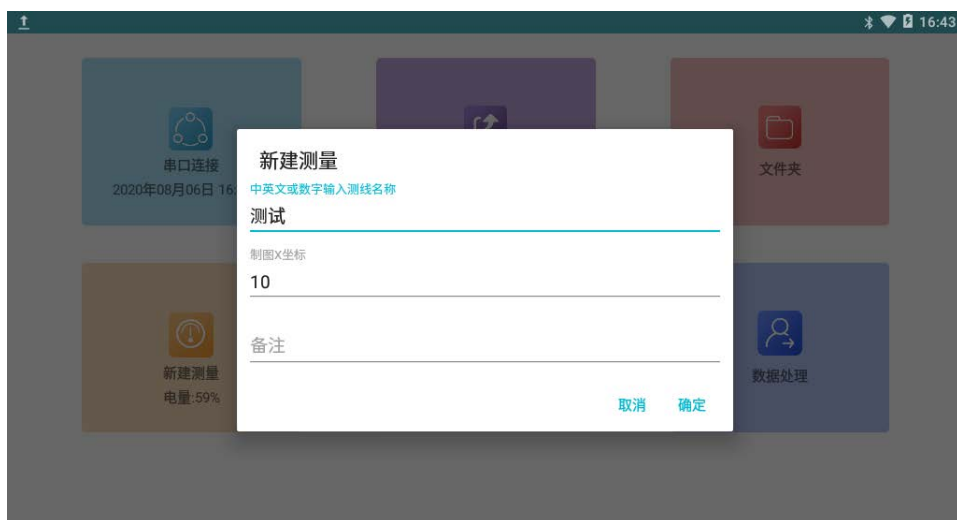 16:43
串口连接
2020年08月06日 16:
文件夹
新建测量
中英文或数字输入测线名称
测试
制图X坐标
10
备注
取消 确定
新建测量
电量:59%
数据处理